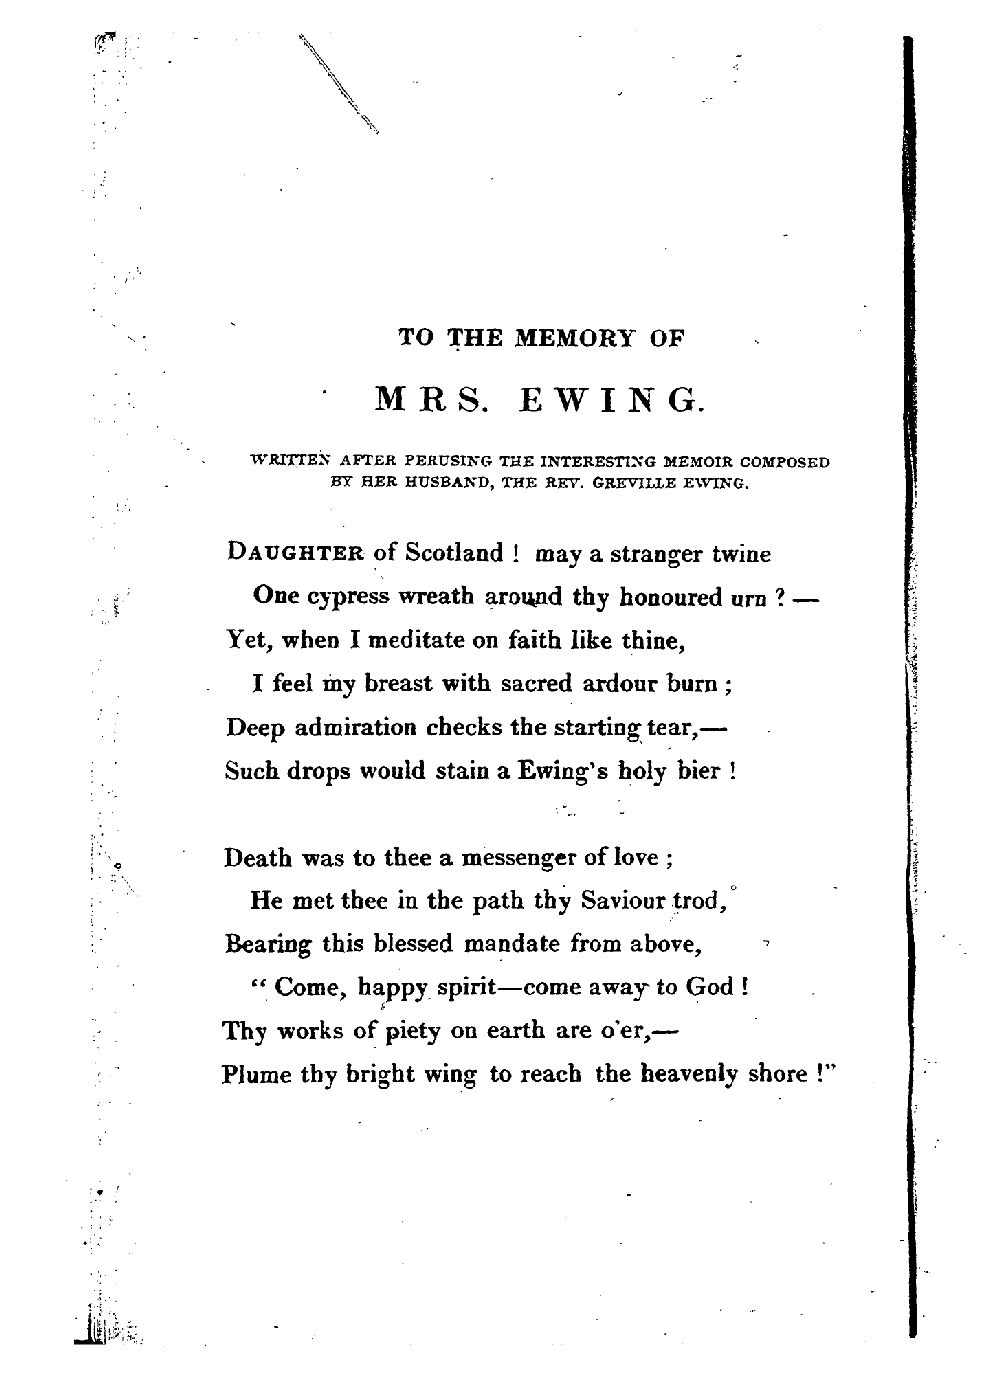 TO THE MEMORY OF
MRS. EWING.
WRITTEN AFTER PERUSING THE INTERESTING MEMOIR COMPOSED
BY HER HUSBAND, THE REV. GREVILLE EWING.
DAUGHTER of Scotland ! may a stranger twine
One cypress wreath around thy honoured urn ? —
Yet, when I meditate on faith like thine,
I feel my breast with sacred ardour burn ;
Deep admiration checks the starting tear,—
Such drops would stain a Ewing's holy bier !
Death was to thee a messenger of love ;
He met thee in the path thy Saviour trod,
Bearing this blessed mandate from above,
“ Come, happy spirit—come away to God !
Thy works of piety on earth are o'er,—
Plume thy bright wing to reach the heavenly shore !”